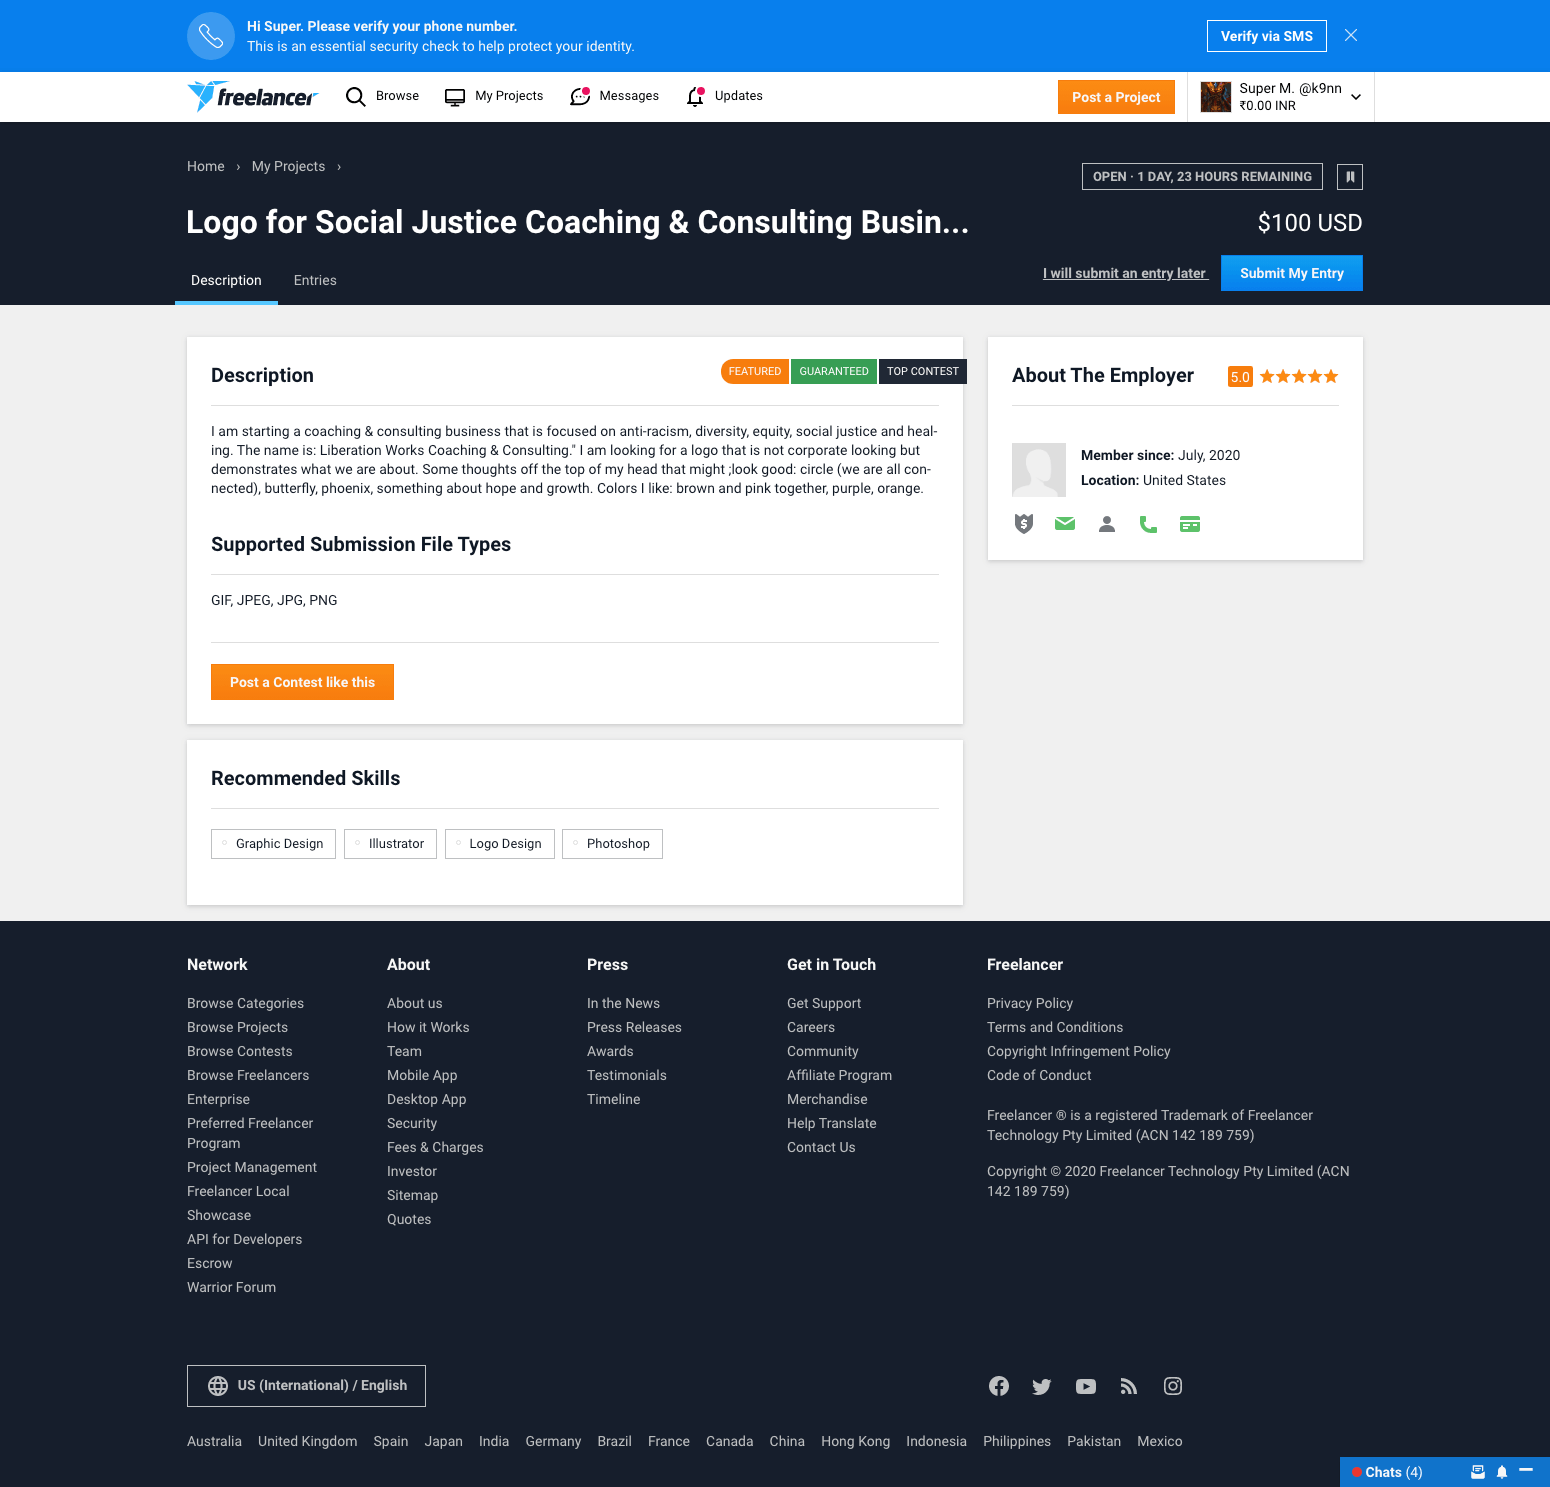 Hi Super. Please verify your phone number.
This is an essential security check to help protect your identity.
Verify via SMS
freelancer
Browse
My Projects
Messages
Updates
Post a Project
Super M. @k9nn
₹0.00 INR
Home › My Projects ›
OPEN · 1 DAY, 23 HOURS REMAINING
Logo for Social Justice Coaching & Consulting Busin...
$100 USD
I will submit an entry later
Submit My Entry
Description
Entries
Description
FEATURED
GUARANTEED
TOP CONTEST
I am starting a coaching & consulting business that is focused on anti-racism, diversity, equity, social justice and heal-
ing. The name is: Liberation Works Coaching & Consulting." I am looking for a logo that is not corporate looking but
demonstrates what we are about. Some thoughts off the top of my head that might ;look good: circle (we are all con-
nected), butterfly, phoenix, something about hope and growth. Colors I like: brown and pink together, purple, orange.
Supported Submission File Types
GIF, JPEG, JPG, PNG
Post a Contest like this
About The Employer
5.0
Member since: July, 2020
Location: United States
Recommended Skills
Graphic Design
Illustrator
Logo Design
Photoshop
Network
Browse Categories
Browse Projects
Browse Contests
Browse Freelancers
Enterprise
Preferred Freelancer
Program
Project Management
Freelancer Local
Showcase
API for Developers
Escrow
Warrior Forum
About
About us
How it Works
Team
Mobile App
Desktop App
Security
Fees & Charges
Investor
Sitemap
Quotes
Press
In the News
Press Releases
Awards
Testimonials
Timeline
Get in Touch
Get Support
Careers
Community
Affiliate Program
Merchandise
Help Translate
Contact Us
Freelancer
Privacy Policy
Terms and Conditions
Copyright Infringement Policy
Code of Conduct
Freelancer ® is a registered Trademark of Freelancer
Technology Pty Limited (ACN 142 189 759)
Copyright © 2020 Freelancer Technology Pty Limited (ACN
142 189 759)
US (International) / English
Australia United Kingdom Spain Japan India Germany Brazil France Canada China Hong Kong Indonesia Philippines Pakistan Mexico
Chats (4)